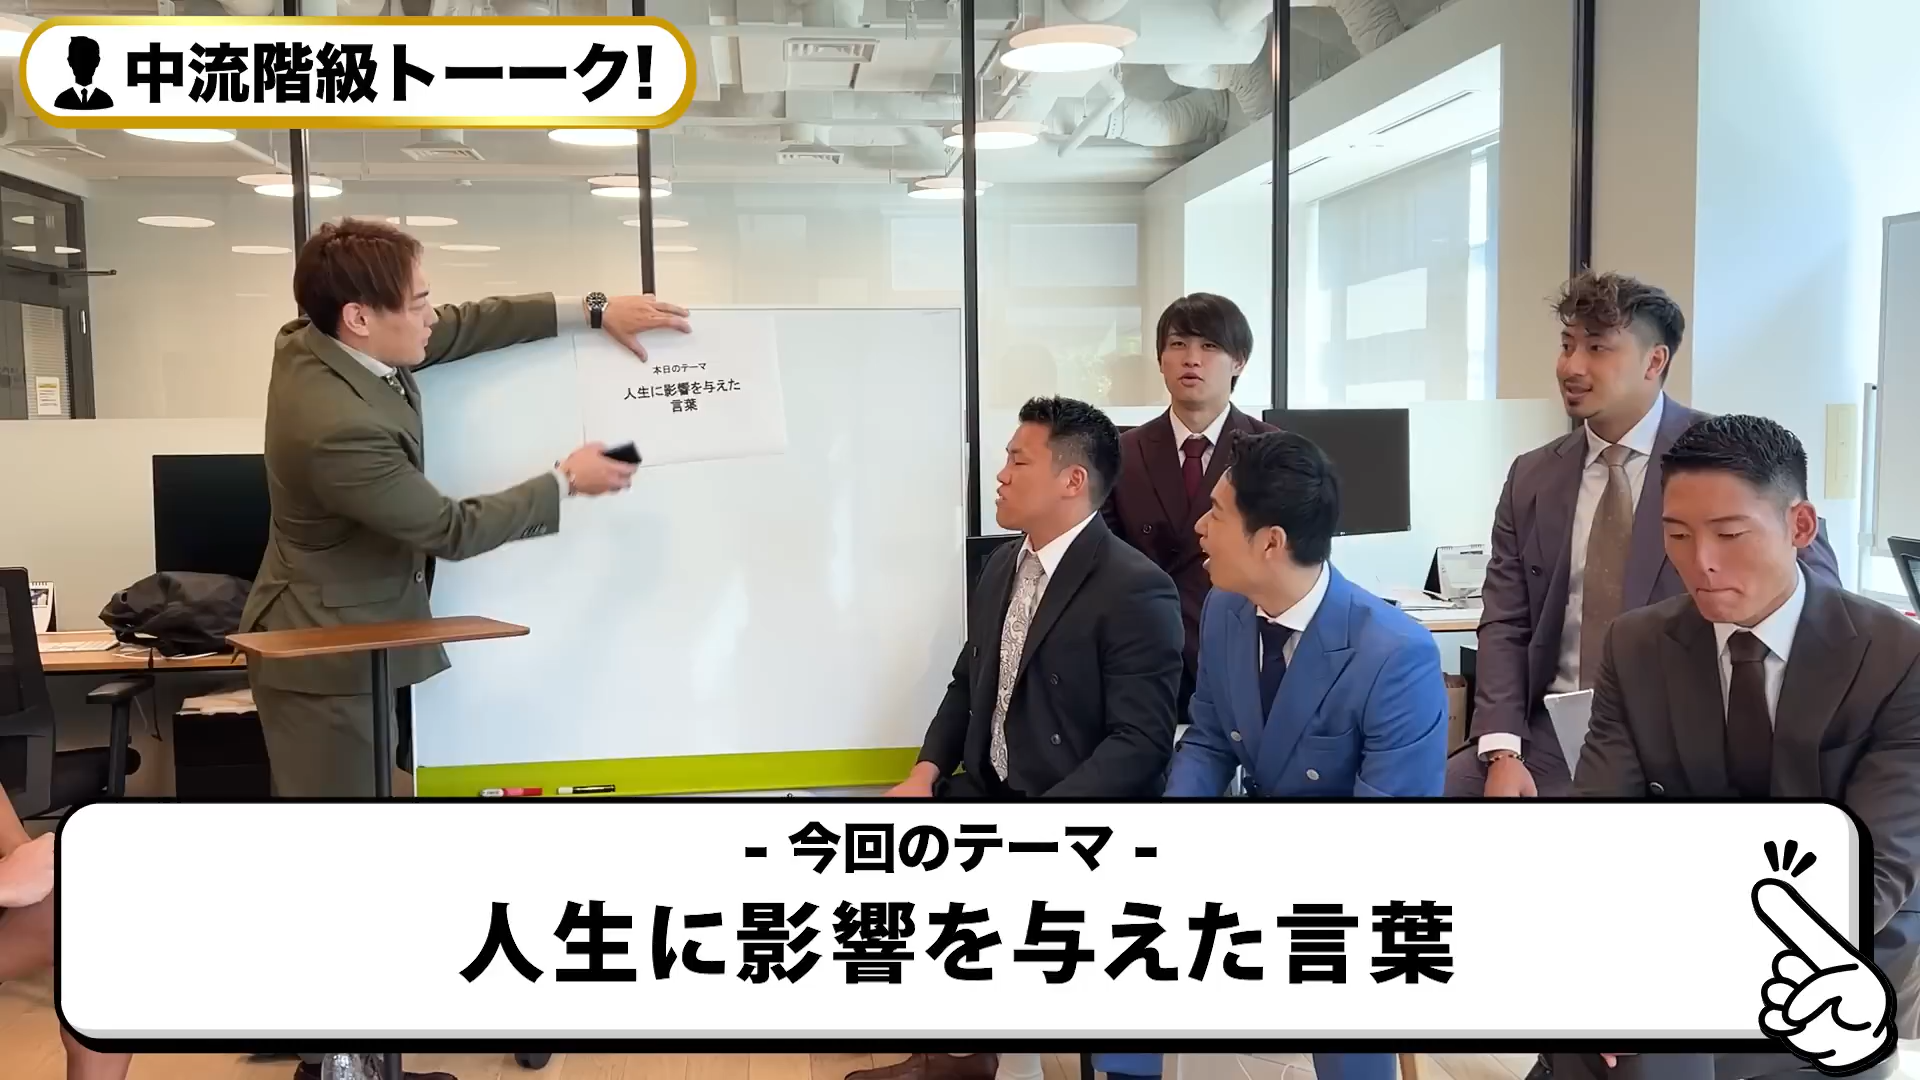 中流階級トーーク!
本日のテーマ
人生に影響を与えた
言葉
- 今回のテーマ -
人生に影響を与えた言葉